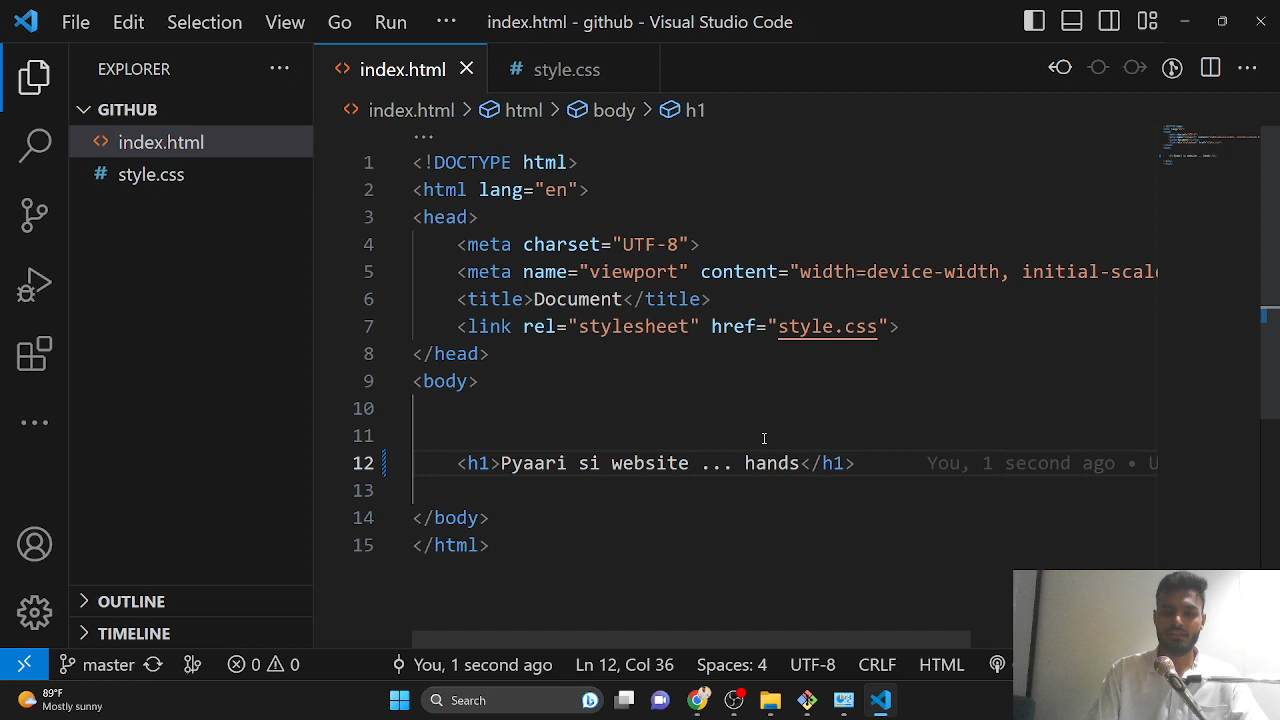 File Edit Selection View Go Run ··· index.html - github - Visual Studio Code
EXPLORER ···
index.html
# style.css
GITHUB
index.html
# style.css
index.html > html > body > h1
···
1 <!DOCTYPE html>
2 <html lang="en">
3 <head>
4 <meta charset="UTF-8">
5 <meta name="viewport" content="width=device-width, initial-scale
6 <title>Document</title>
7 <link rel="stylesheet" href="style.css">
8 </head>
9 <body>
10
11
12 <h1>Pyaari si website ... hands</h1> You, 1 second ago • U
13
14 </body>
15 </html>
OUTLINE
TIMELINE
master 0 0 You, 1 second ago Ln 12, Col 36 Spaces: 4 UTF-8 CRLF HTML
89°F
Mostly sunny
Search